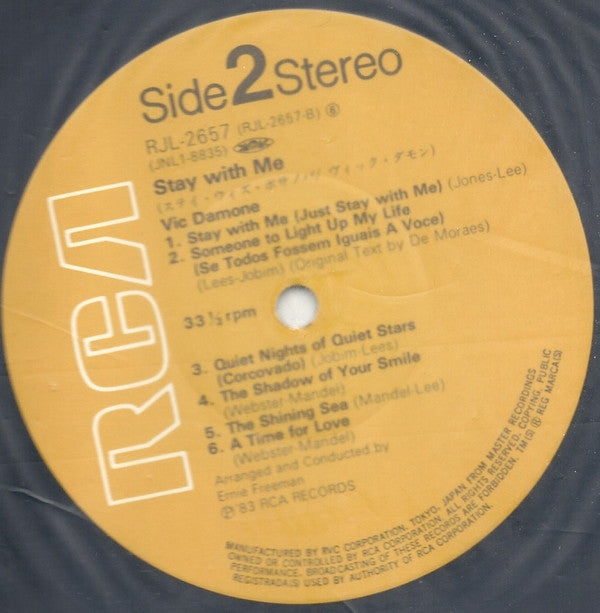 Side 2 Stereo
RJL-2657 (RJL-2657-B) ⑥
(JNL1-8835)
Stay with Me
(ステイ・ウィズ・ボサノバ/ヴィック・ダモン)
Vic Damone
1. Stay with Me (Just Stay with Me) (Jones-Lee)
2. Someone to Light Up My Life
(Se Todos Fossem Iguais A Voce)
(Lees-Jobim) (Original Text by De Moraes)
33 1/3 rpm
3. Quiet Nights of Quiet Stars
(Corcovado) (Jobim-Lees)
4. The Shadow of Your Smile
(Webster-Mandel)
5. The Shining Sea (Mandel-Lee)
6. A Time for Love
(Webster-Mandel)
Arranged and Conducted by
Ernie Freeman
℗ 83 RCA RECORDS
RCA
MANUFACTURED BY RVC CORPORATION, TOKYO, JAPAN, FROM MASTER RECORDINGS
OWNED OR CONTROLLED BY RCA CORPORATION. ALL RIGHTS RESERVED. COPYING, PUBLIC
PERFORMANCE, BROADCASTING OF THESE RECORDS ARE FORBIDDEN. TM(S) ® REG MARCA(S)
REGISTRADA(S) USED BY AUTHORITY OF RCA CORPORATION.